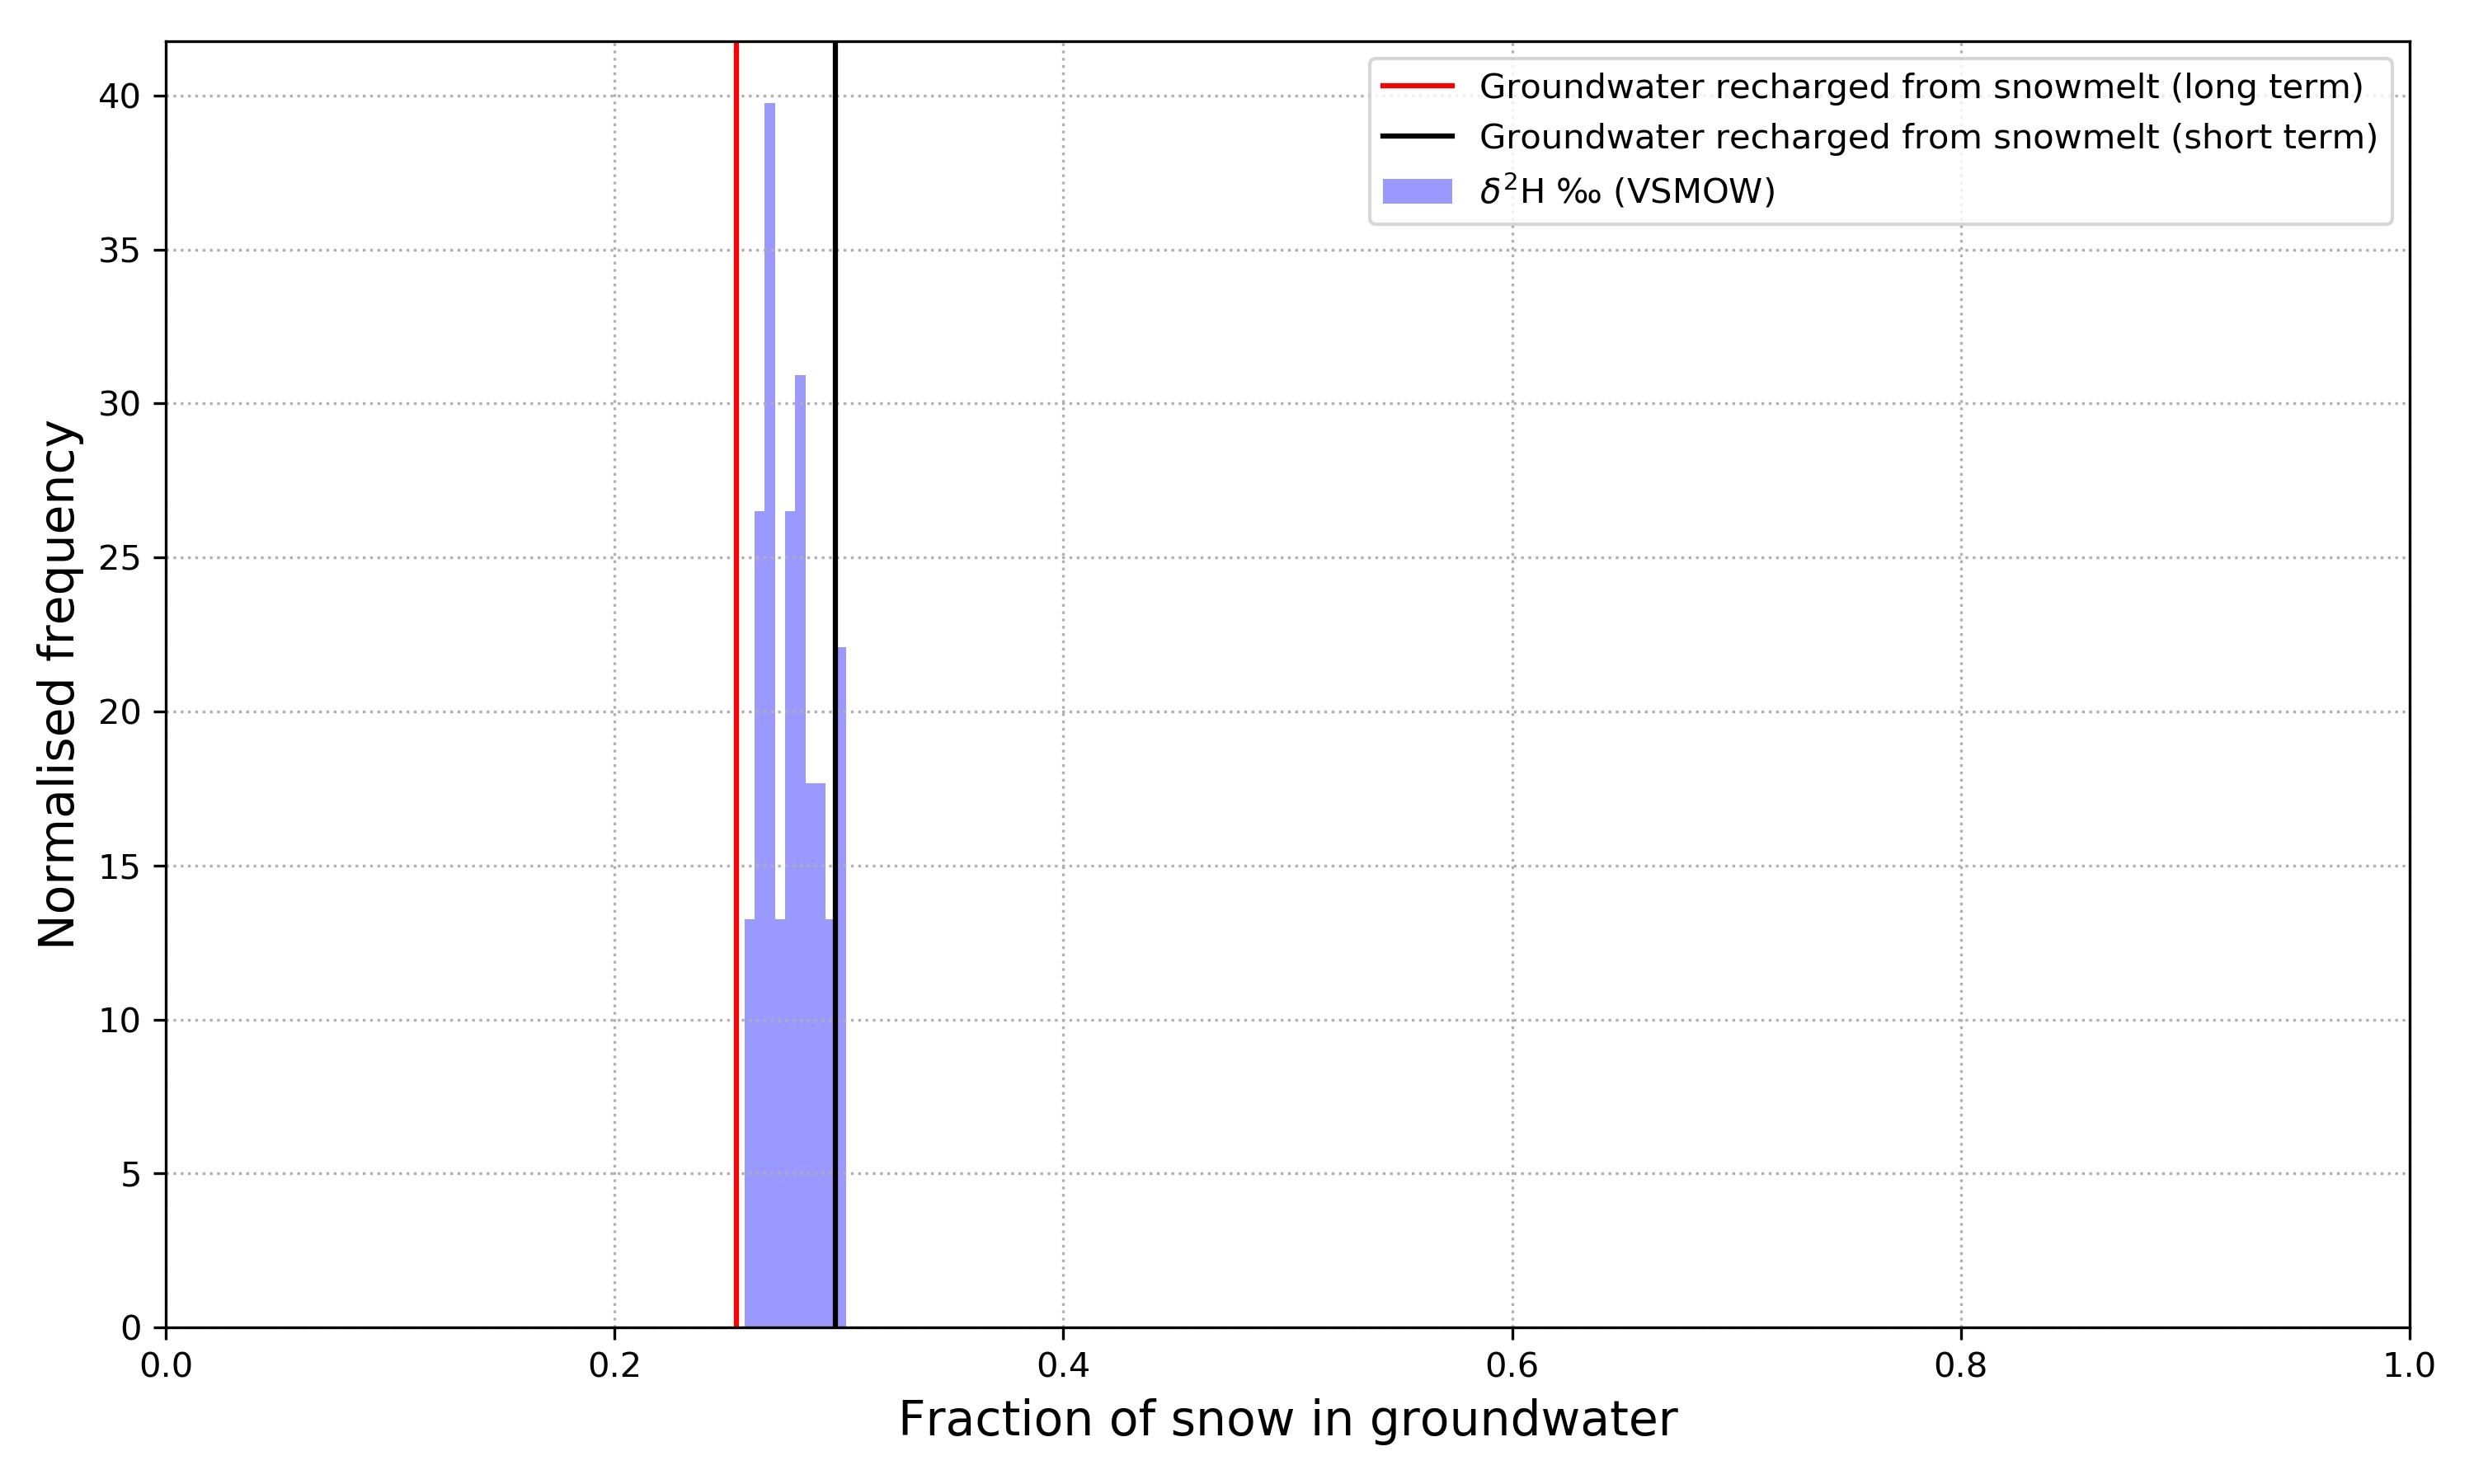 Groundwater recharged from snowmelt (long term)
Groundwater recharged from snowmelt (short term)
δ²H ‰ (VSMOW)
Normalised frequency
40
35
30
25
20
15
10
5
0
0.0 0.2 0.4 0.6 0.8 1.0
Fraction of snow in groundwater